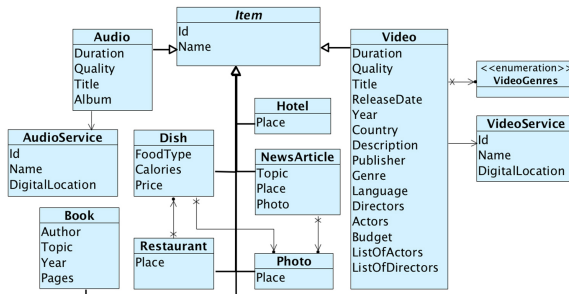 Item
Id
Name
Audio
Duration
Quality
Title
Album
Video
Duration
Quality
Title
ReleaseDate
Year
Country
Description
Publisher
Genre
Language
Directors
Actors
Budget
ListOfActors
ListOfDirectors
<<enumeration>>
VideoGenres
Hotel
Place
AudioService
Id
Name
DigitalLocation
Dish
FoodType
Calories
Price
NewsArticle
Topic
Place
Photo
VideoService
Id
Name
DigitalLocation
Book
Author
Topic
Year
Pages
Restaurant
Place
Photo
Place